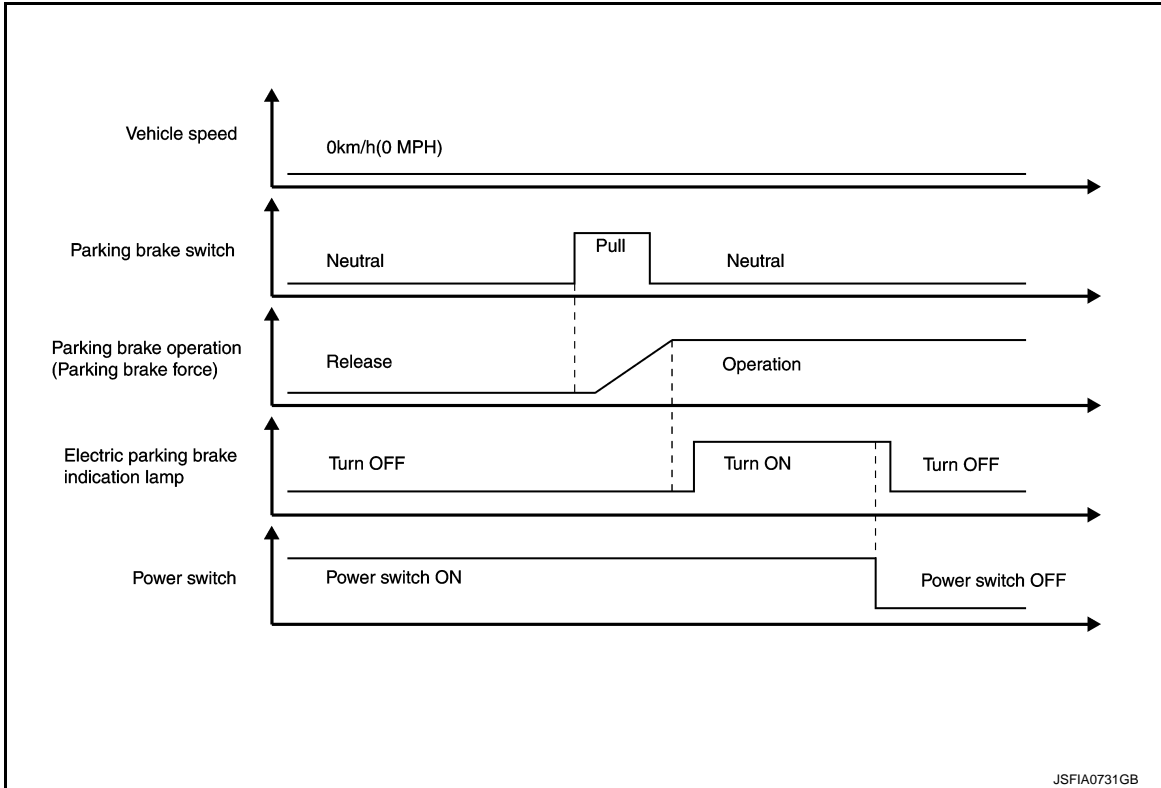 Vehicle speed
0km/h(0 MPH)
Parking brake switch
Neutral
Pull
Neutral
Parking brake operation
(Parking brake force)
Release
Operation
Electric parking brake
indication lamp
Turn OFF
Turn ON
Turn OFF
Power switch
Power switch ON
Power switch OFF
JSFIA0731GB